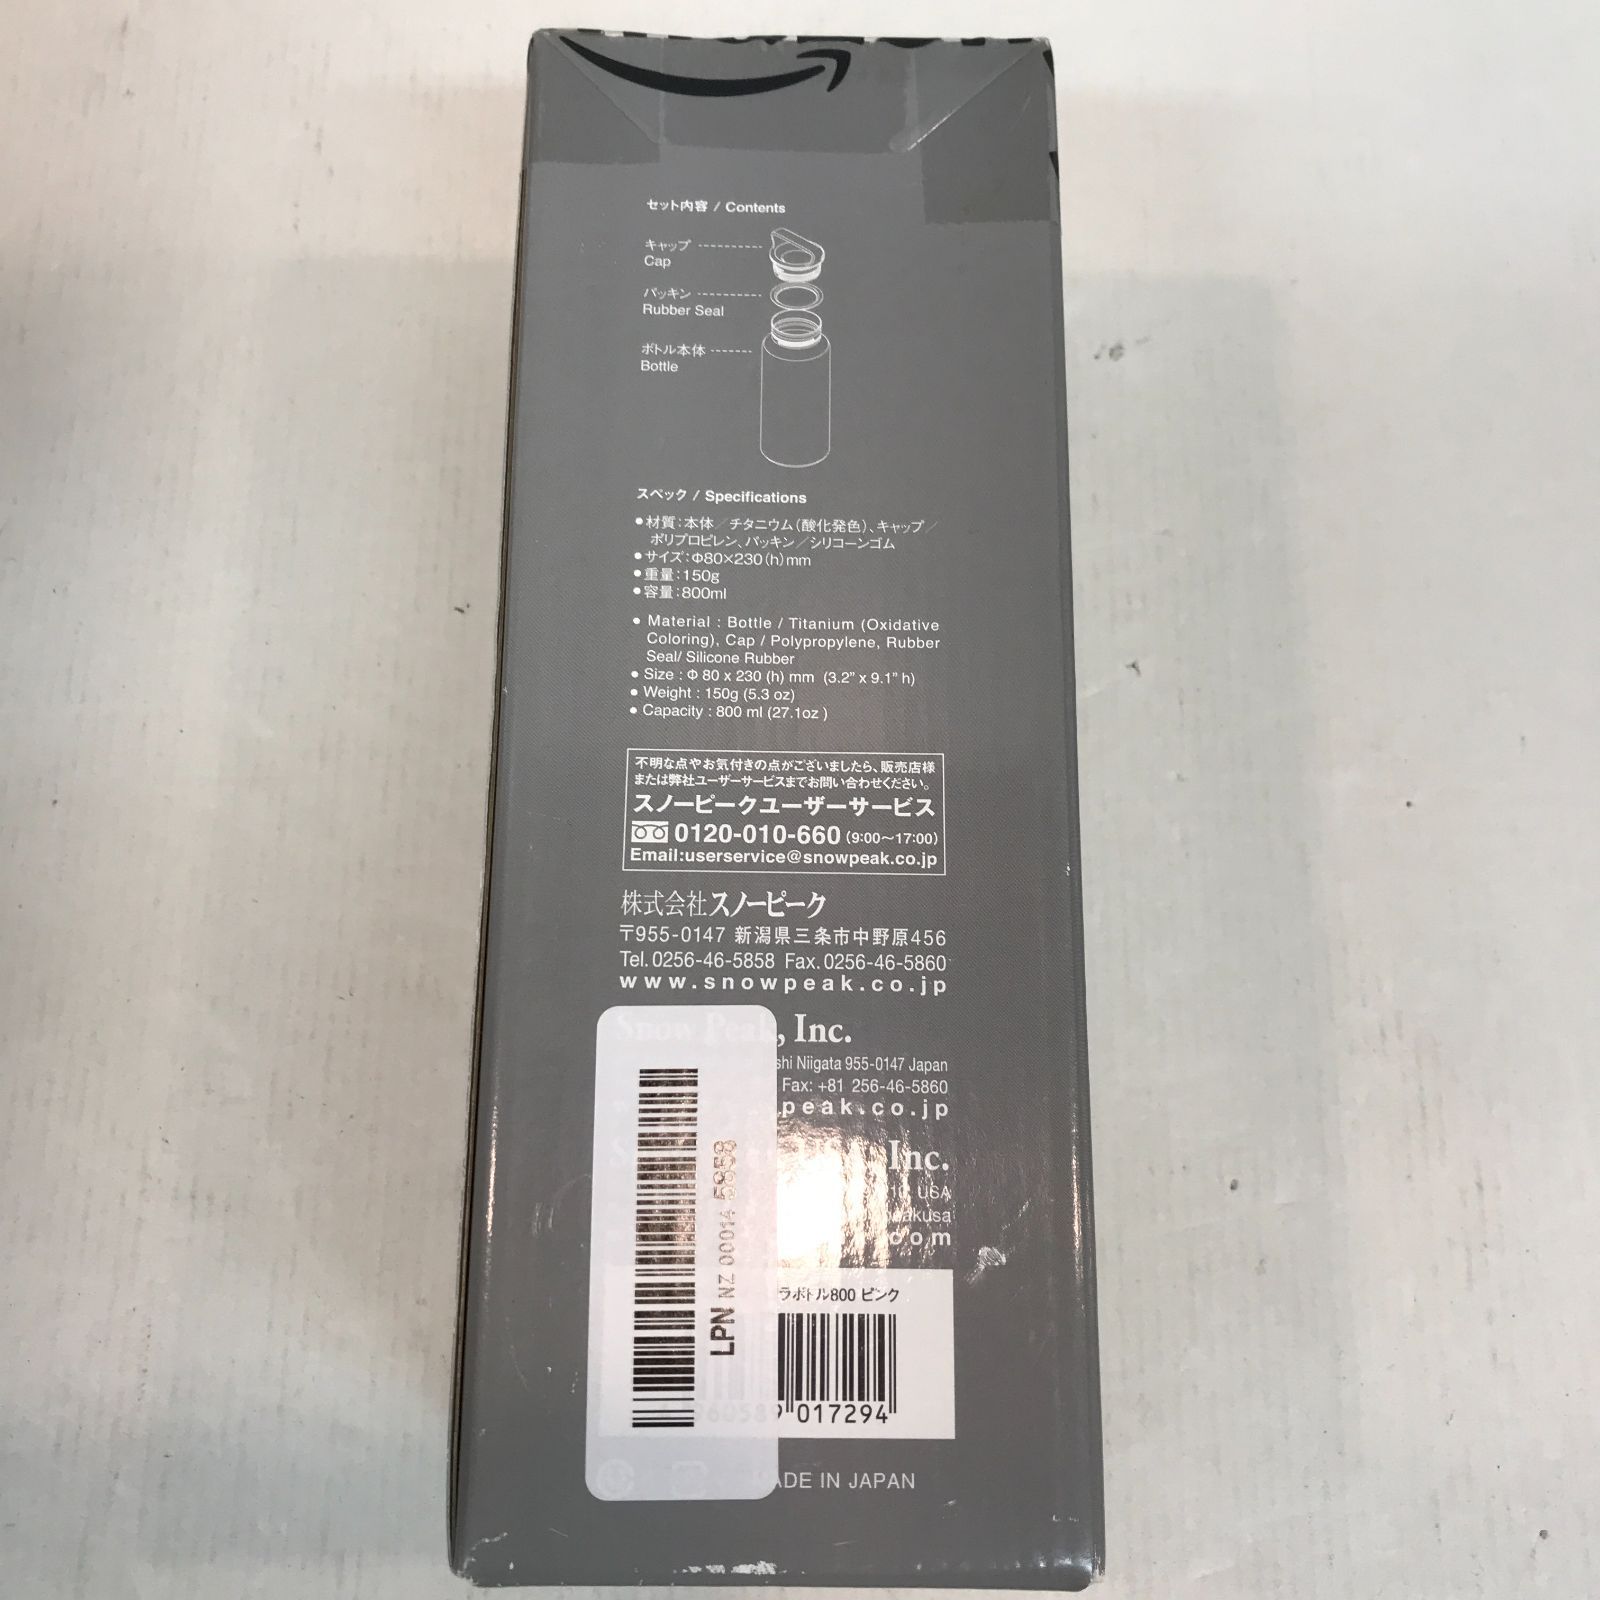 セット内容 / Contents
キャップ
Cap
パッキン
Rubber Seal
ボトル本体
Bottle
スペック / Specifications
●材質:本体／チタニウム(酸化発色)、キャップ／
ポリプロピレン、パッキン／シリコーンゴム
●サイズ:Φ80×230(h)mm
●重量:150g
●容量:800ml
● Material : Bottle / Titanium (Oxidative
Coloring), Cap / Polypropylene, Rubber
Seal/ Silicone Rubber
● Size : Φ 80 x 230 (h) mm (3.2” x 9.1” h)
● Weight : 150g (5.3 oz)
● Capacity : 800 ml (27.1oz )
不明な点やお気付きの点がございましたら、販売店様
または弊社ユーザーサービスまでお問い合わせください。
スノーピークユーザーサービス
0120-010-660 (9:00〜17:00)
Email:userservice@snowpeak.co.jp
株式会社スノーピーク
〒955-0147 新潟県三条市中野原456
Tel.0256-46-5858 Fax.0256-46-5860
www.snowpeak.co.jp
Snow Peak, Inc.
shi Niigata 955-0147 Japan
Fax: +81 256-46-5860
peak.co.jp
Inc.
USA
akusa
com
LPN NZ 00014 5858
ラボトル800 ピンク
960589 017294
MADE IN JAPAN